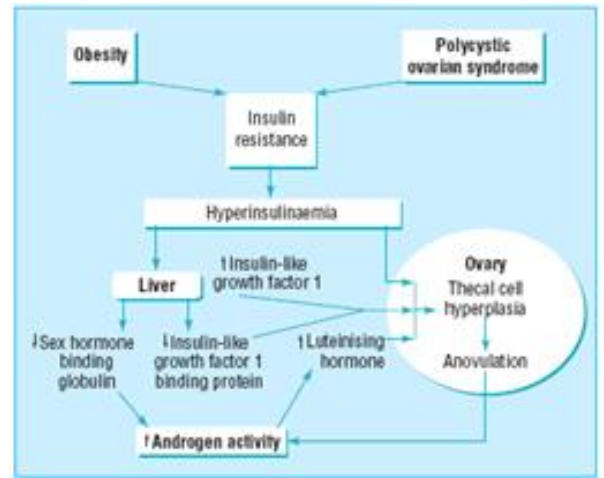 Obesity
Polycystic
ovarian syndrome
Insulin
resistance
Hyperinsulinaemia
Liver
↑Insulin-like
growth factor 1
Ovary
Thecal cell
hyperplasia
↓Sex hormone
binding
globulin
↓Insulin-like
growth factor 1
binding protein
↑Luteinising
hormone
Anovulation
↑Androgen activity